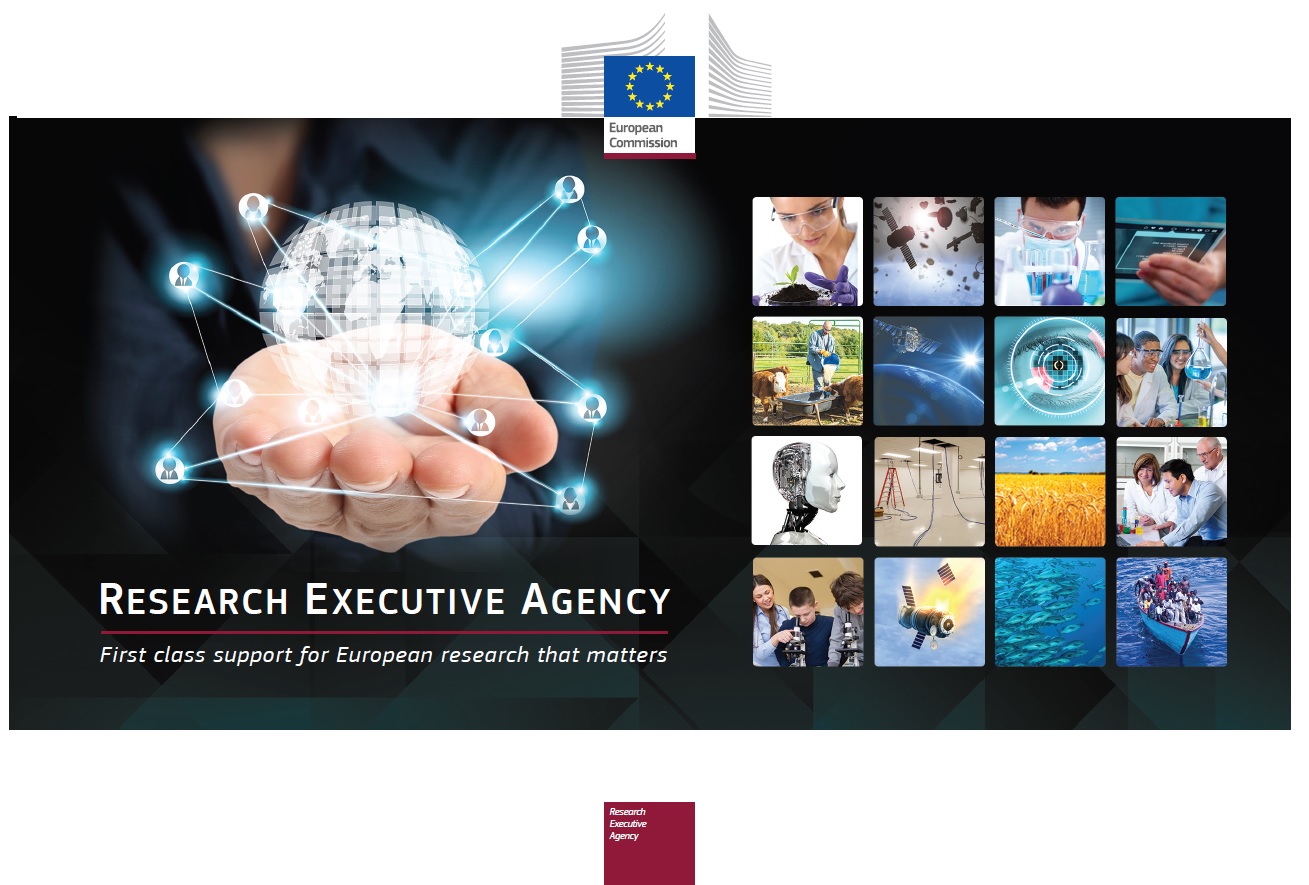 European
Commission
RESEARCH EXECUTIVE AGENCY
First class support for European research that matters
Research
Executive
Agency